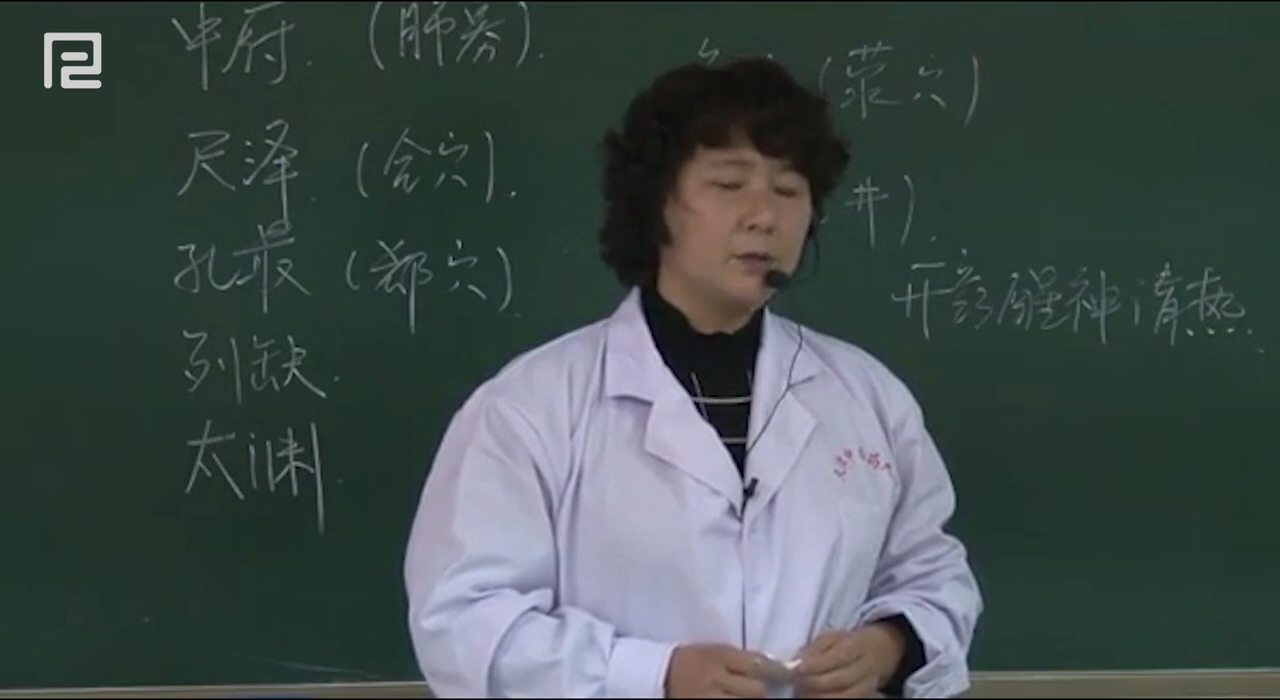 中府. (肺募).
尺泽. (合穴).
孔最 (郄穴).
列缺.
太渊.
(荥穴)
井).
开窍醒神清热.